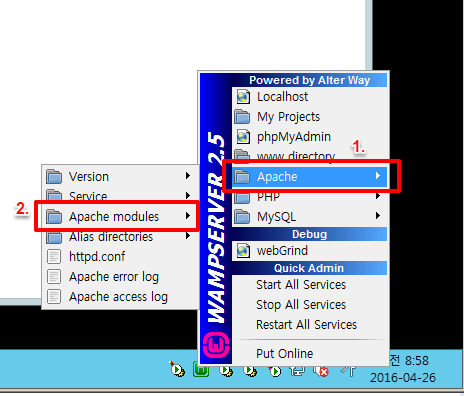 Powered by Alter Way
Localhost
My Projects
phpMyAdmin
1.
www directory
Apache
PHP
MySQL
Debug
webGrind
Quick Admin
Start All Services
Stop All Services
Restart All Services
Put Online
WAMPSERVER 2.5
Version
Service
2.
Apache modules
Alias directories
httpd.conf
Apache error log
Apache access log
전 8:58
2016-04-26